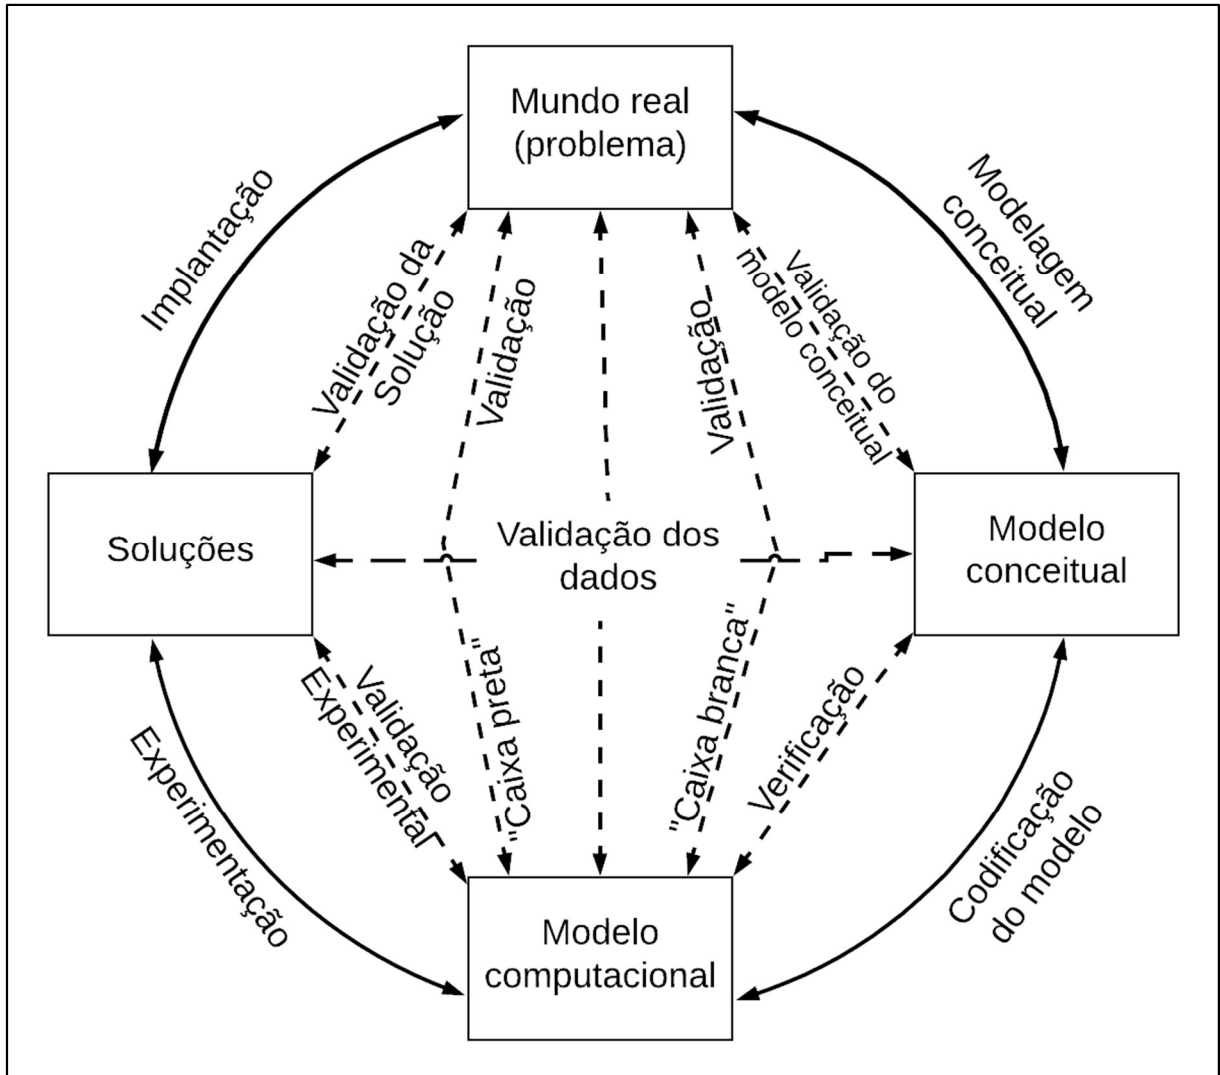 Mundo real
(problema)
Implantação
Modelagem
conceitual
Validação da
Solução
Validação
Validação
Validação do
modelo conceitual
Soluções
Validação dos
dados
Modelo
conceitual
Validação
Experimental
"Caixa preta"
"Caixa branca"
Verificação
Experimentação
Codificação
do modelo
Modelo
computacional